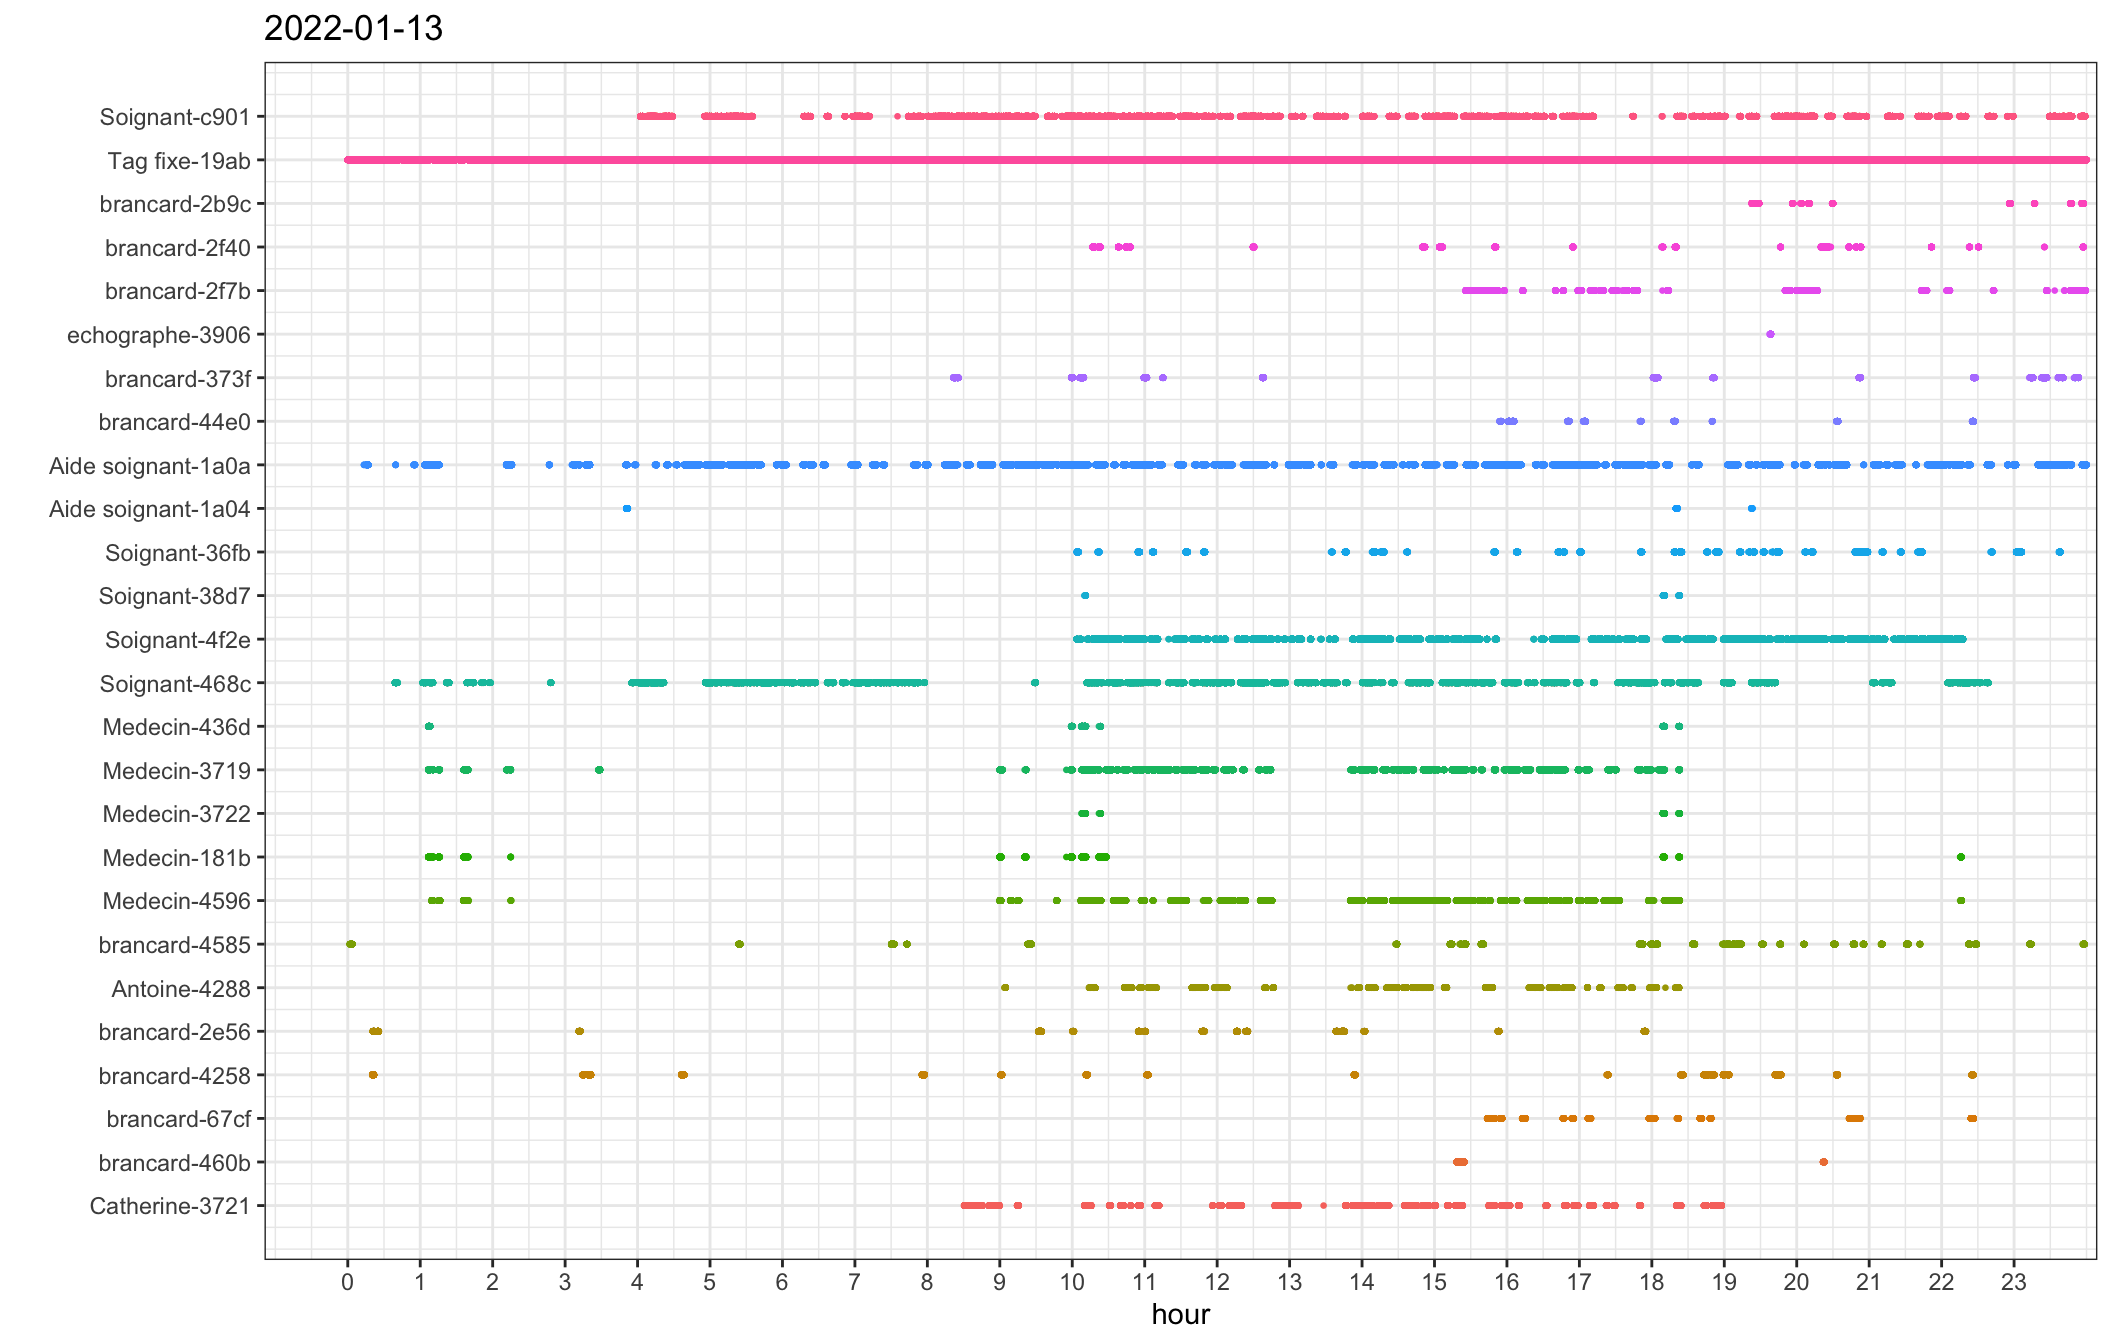 2022-01-13
Soignant-c901
Tag fixe-19ab
brancard-2b9c
brancard-2f40
brancard-2f7b
echographe-3906
brancard-373f
brancard-44e0
Aide soignant-1a0a
Aide soignant-1a04
Soignant-36fb
Soignant-38d7
Soignant-4f2e
Soignant-468c
Medecin-436d
Medecin-3719
Medecin-3722
Medecin-181b
Medecin-4596
brancard-4585
Antoine-4288
brancard-2e56
brancard-4258
brancard-67cf
brancard-460b
Catherine-3721
0 1 2 3 4 5 6 7 8 9 10 11 12 13 14 15 16 17 18 19 20 21 22 23
hour